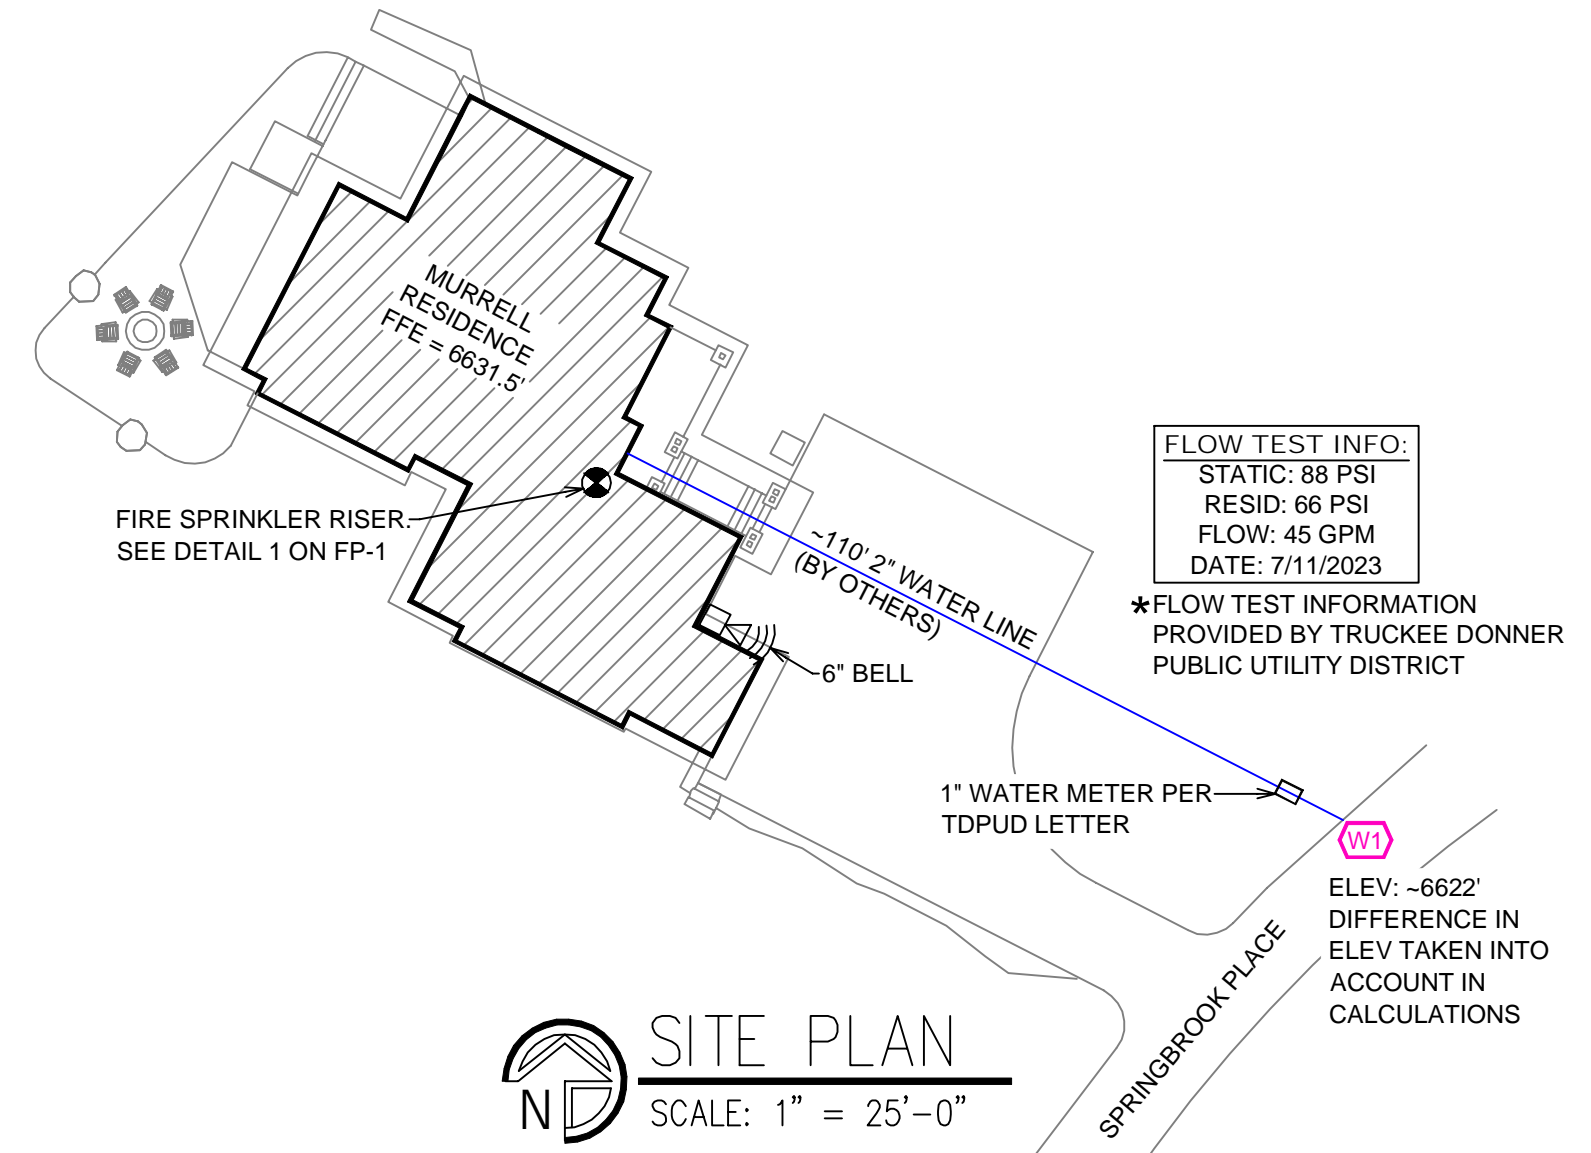 MURRELL
RESIDENCE
FFE = 6631.5'
FIRE SPRINKLER RISER.
SEE DETAIL 1 ON FP-1
~110' 2" WATER LINE
(BY OTHERS)
6" BELL
FLOW TEST INFO:
STATIC: 88 PSI
RESID: 66 PSI
FLOW: 45 GPM
DATE: 7/11/2023
*FLOW TEST INFORMATION
PROVIDED BY TRUCKEE DONNER
PUBLIC UTILITY DISTRICT
1" WATER METER PER
TDPUD LETTER
W1
ELEV: ~6622'
DIFFERENCE IN
ELEV TAKEN INTO
ACCOUNT IN
CALCULATIONS
SPRINGBROOK PLACE
N
SITE PLAN
SCALE: 1" = 25'-0"